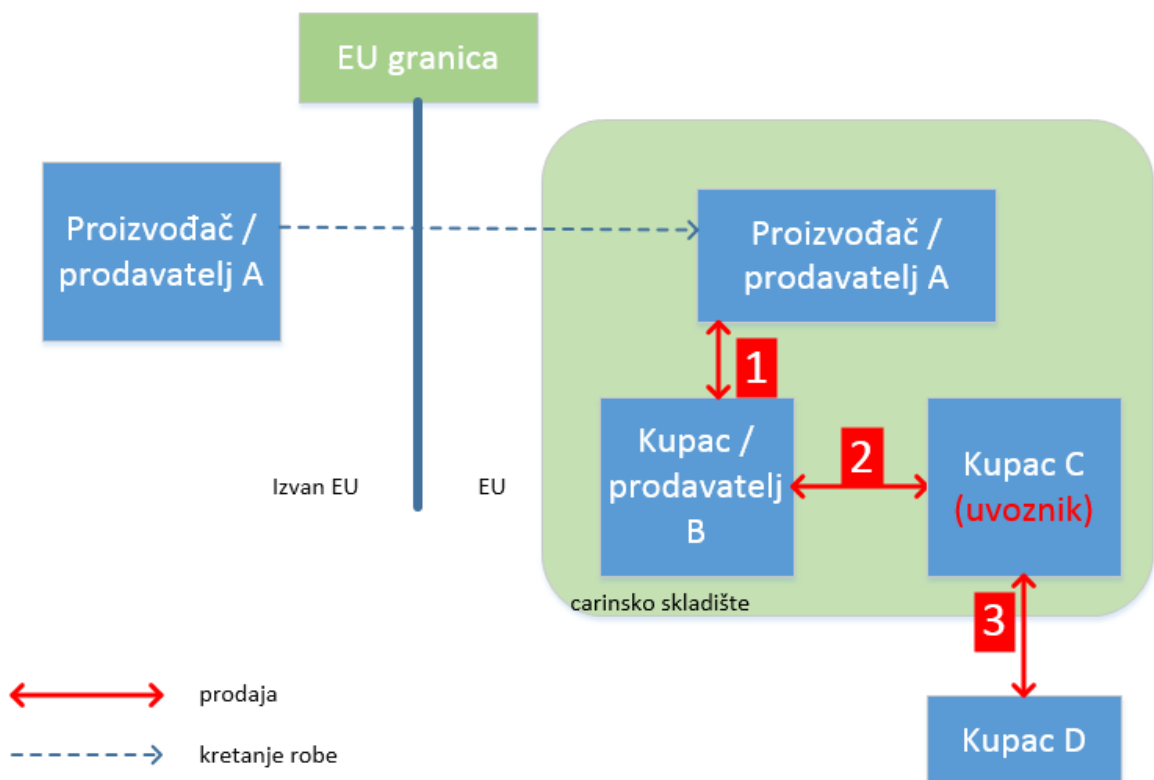 EU granica
Proizvođač /
prodavatelj A
Proizvođač /
prodavatelj A
1
Kupac /
prodavatelj
B
2
Kupac C
(uvoznik)
Izvan EU
EU
carinsko skladište
3
prodaja
Kupac D
kretanje robe